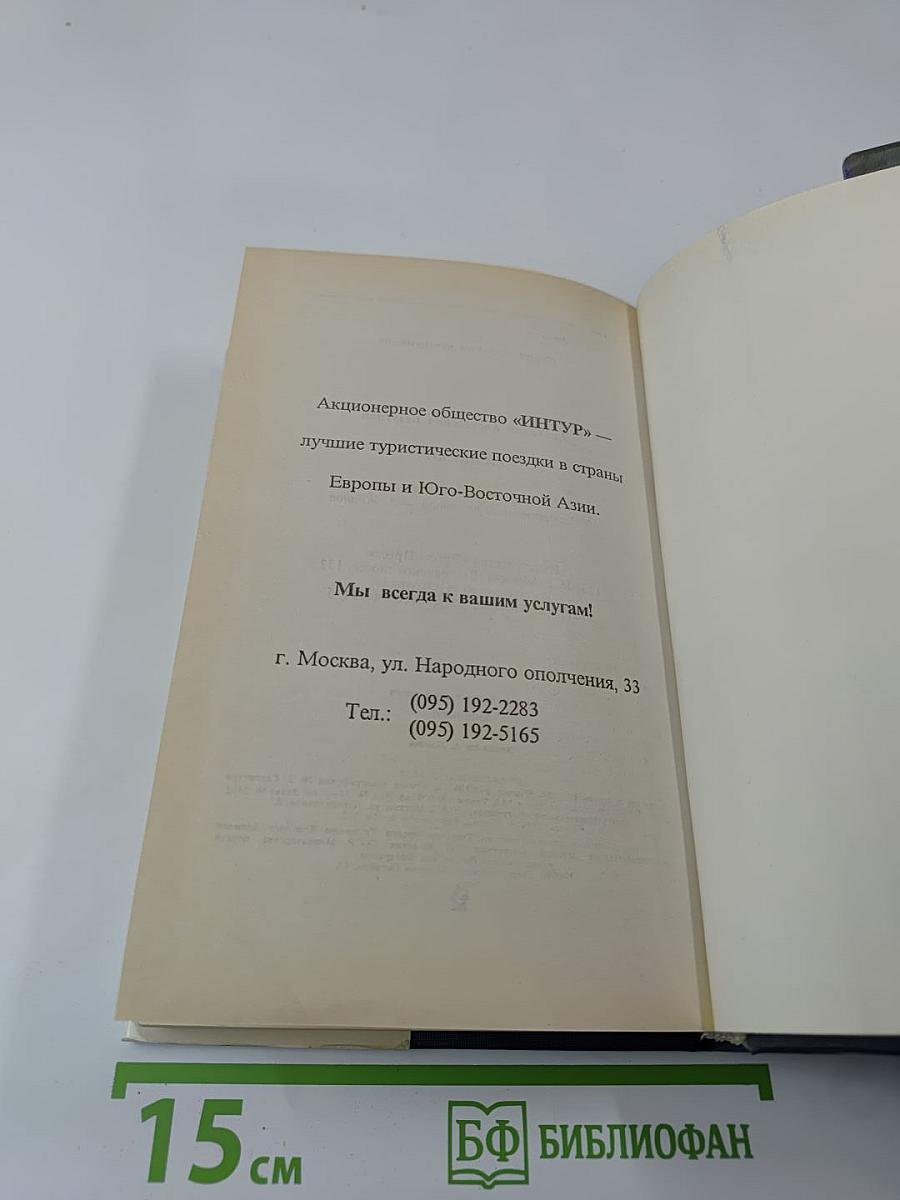 Акционерное общество «ИНТУР» —
лучшие туристические поездки в страны
Европы и Юго-Восточной Азии.
Мы всегда к вашим услугам!
г. Москва, ул. Народного ополчения, 33
Тел.: (095) 192-2283
(095) 192-5165
15 см
БФ БИБЛИОФАН